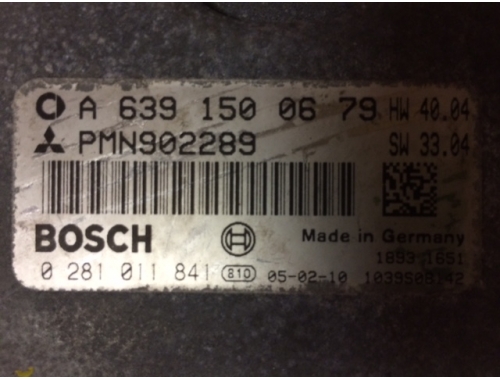 A 639 150 06 79 HW 40.04
PMN902289 SW 33.04
BOSCH Made in Germany
1893 1651
0 281 011 841 810 05-02-10 1039S08142